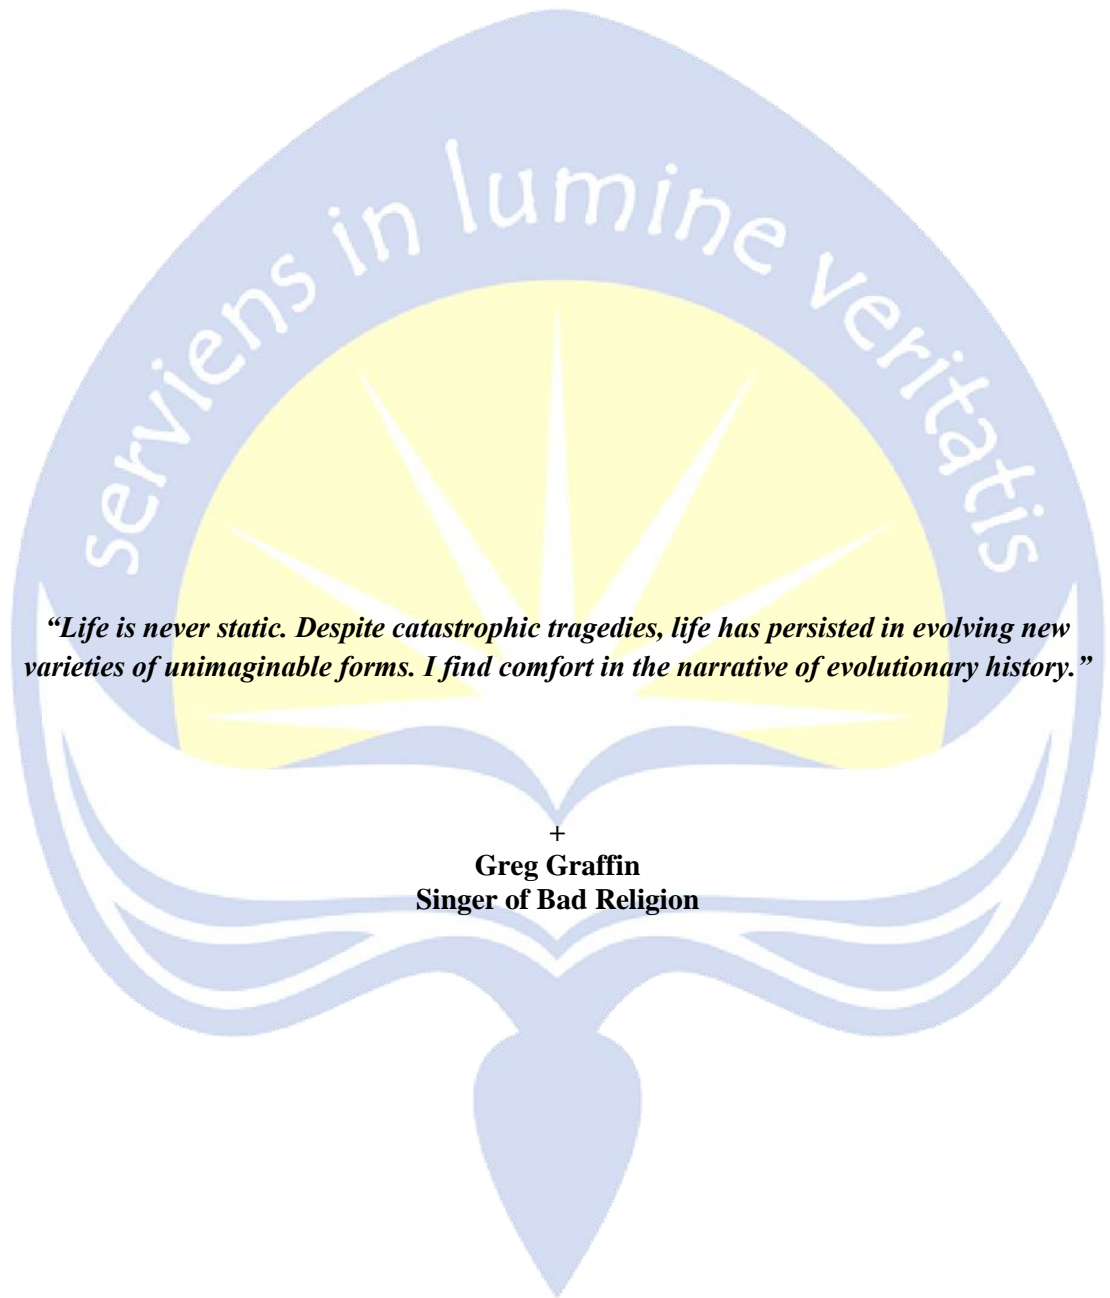 serviens in lumine veritatis
“Life is never static. Despite catastrophic tragedies, life has persisted in evolving new
varieties of unimaginable forms. I find comfort in the narrative of evolutionary history.”
+
Greg Graffin
Singer of Bad Religion